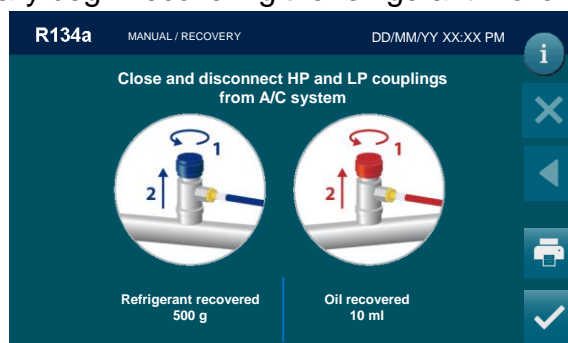 R134a MANUAL / RECOVERY DD/MM/YY XX:XX PM
i
Close and disconnect HP and LP couplings
from A/C system
1
2
1
2
Refrigerant recovered
500 g
Oil recovered
10 ml